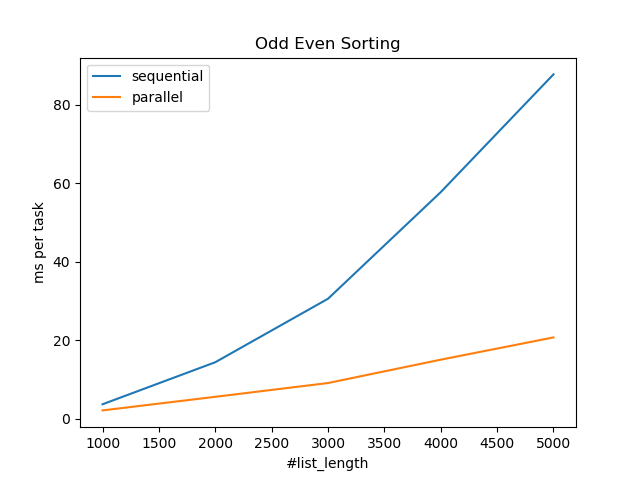 Odd Even Sorting
sequential
parallel
ms per task
80
60
40
20
0
1000 1500 2000 2500 3000 3500 4000 4500 5000
#list_length